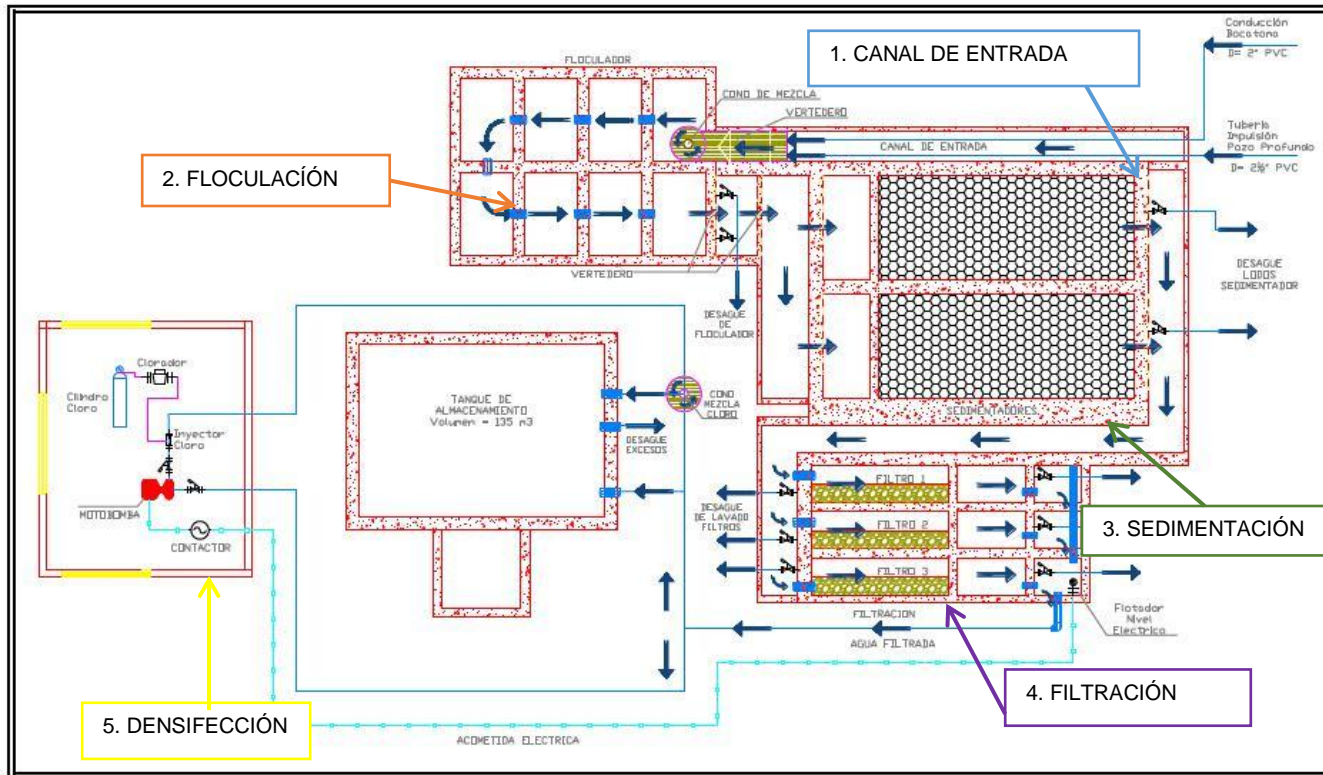 Conducción
Bocatoma
D= 2" PVC
1. CANAL DE ENTRADA
FLOCULADOR
CONO DE MEZCLA
VERTEDERO
CANAL DE ENTRADA
Tubería
Impulsión
Pozo Profundo
D= 2½" PVC
2. FLOCULACÍÓN
VERTEDERO
DESAGUE
LODOS
SEDIMENTADOR
DESAGUE
DE
FLOCULADOR
Clorador
Cilindro
Cloro
Inyector
Cloro
MOTOBOMBA
CONTACTOR
TANQUE DE
ALMACENAMIENTO
Volumen = 135 m3
CONO
MEZCLA
CLORO
DESAGUE
EXCESOS
SEDIMENTADORES
FILTRO 1
FILTRO 2
FILTRO 3
DESAGUE
DE LAVADO
FILTROS
3. SEDIMENTACIÓN
FILTRACION
AGUA FILTRADA
Flotador
Nivel
Electrico
4. FILTRACIÓN
5. DENSIFECCIÓN
ACOMETIDA ELECTRICA